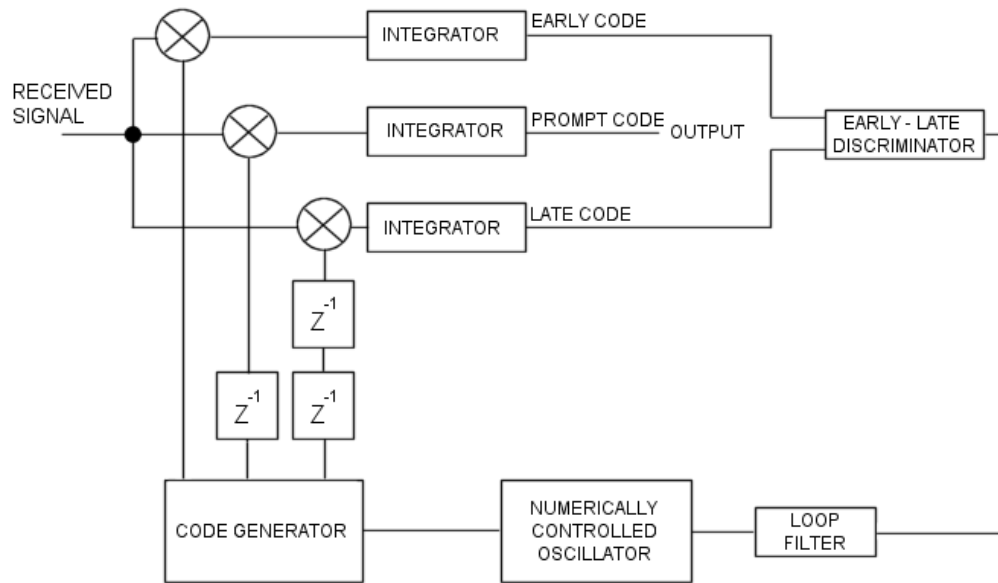 INTEGRATOR
EARLY CODE
RECEIVED
SIGNAL
INTEGRATOR
PROMPT CODE
OUTPUT
EARLY - LATE
DISCRIMINATOR
INTEGRATOR
LATE CODE
Z⁻¹
Z⁻¹
Z⁻¹
CODE GENERATOR
NUMERICALLY
CONTROLLED
OSCILLATOR
LOOP
FILTER